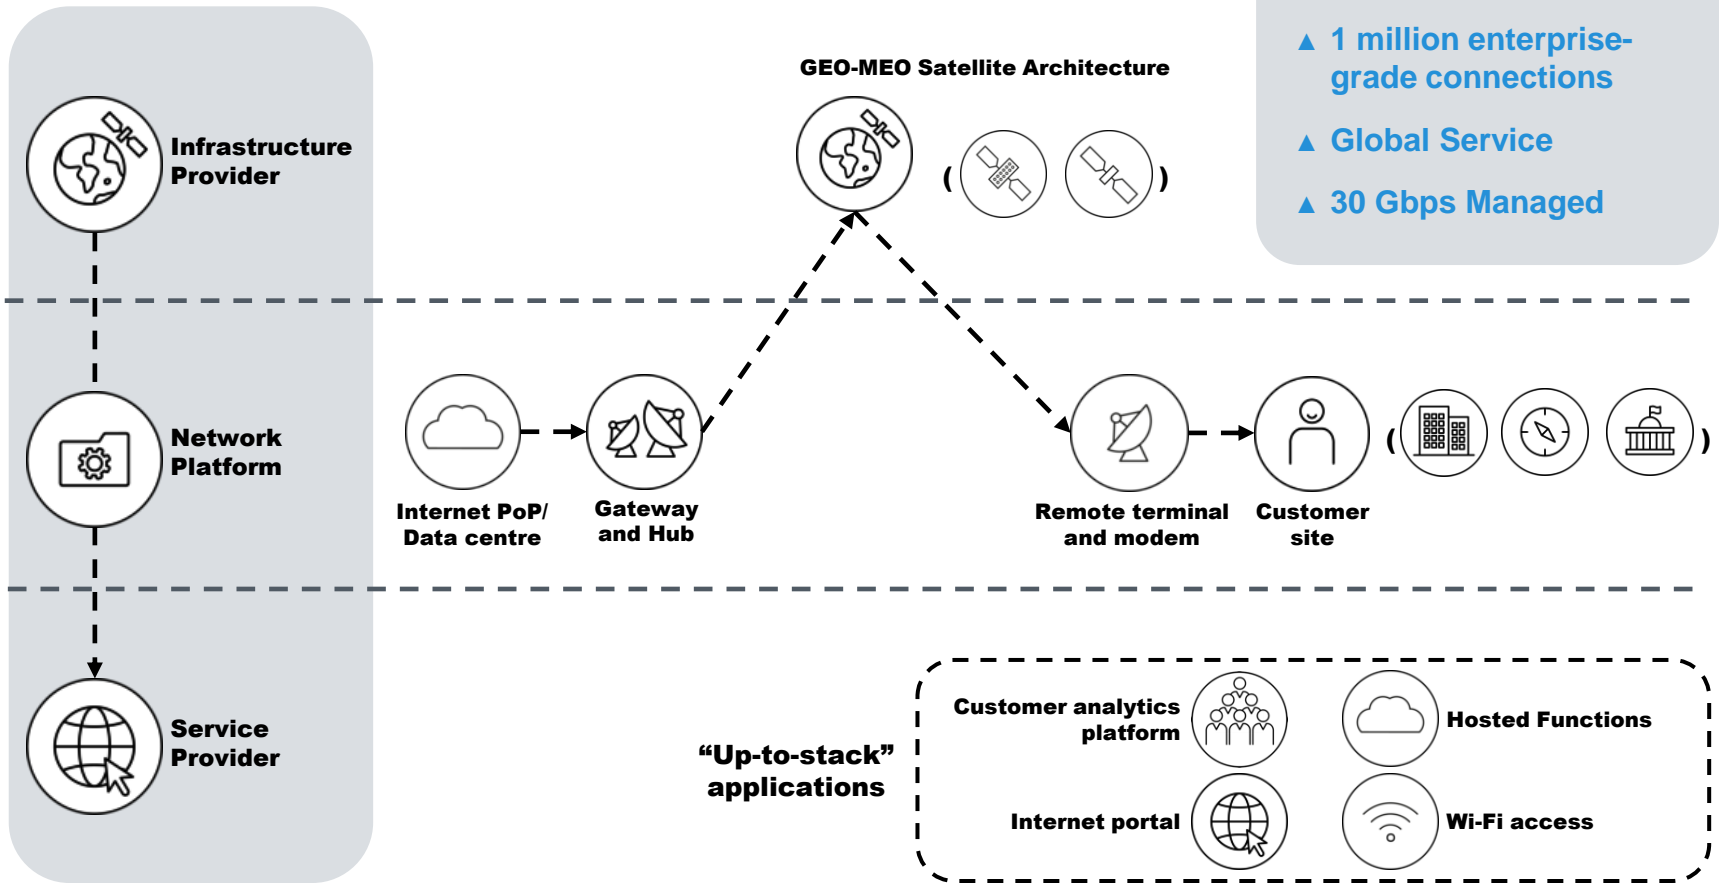 ▲ 1 million enterprise-
grade connections
▲ Global Service
▲ 30 Gbps Managed
GEO-MEO Satellite Architecture
( )
Infrastructure
Provider
Network
Platform
Internet PoP/
Data centre
Gateway
and Hub
Remote terminal
and modem
Customer
site
( )
Service
Provider
“Up-to-stack”
applications
Customer analytics
platform
Hosted Functions
Internet portal
Wi-Fi access